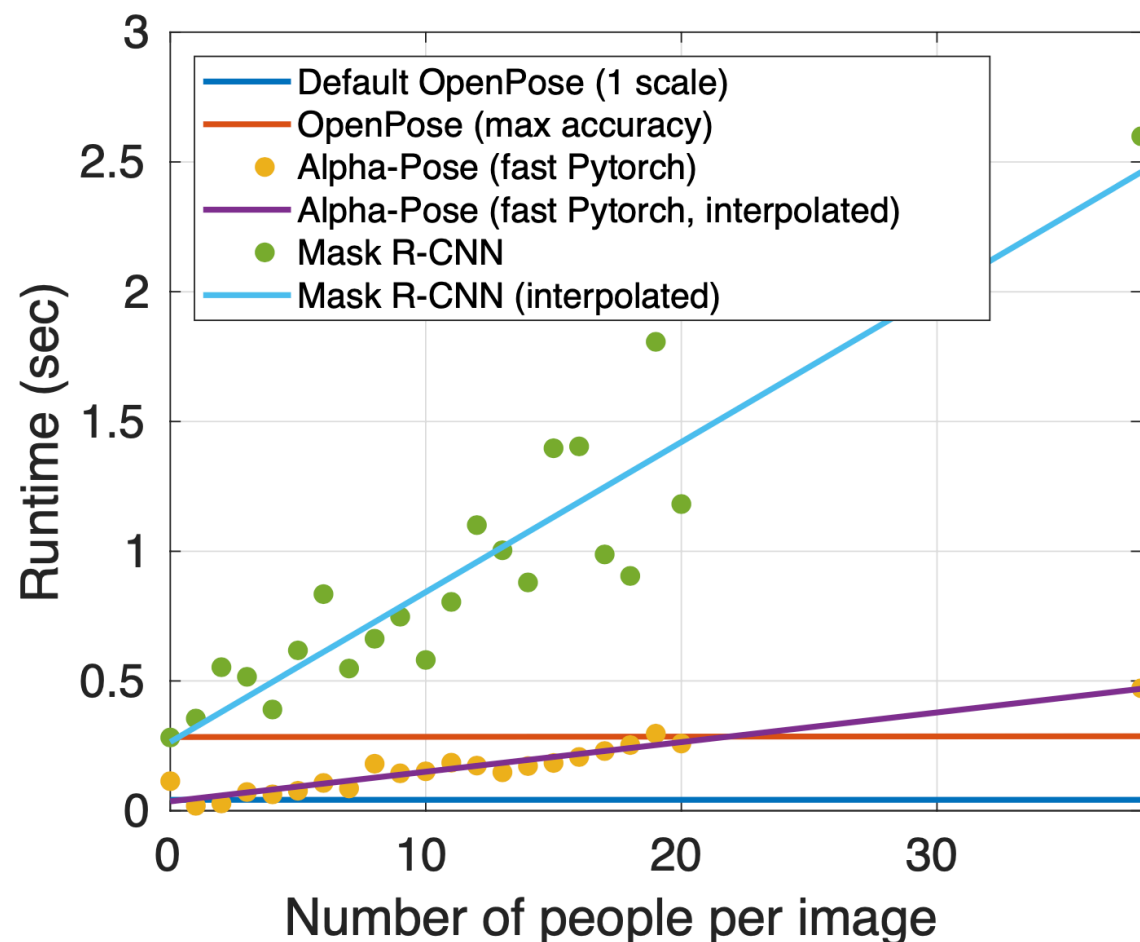 3
Default OpenPose (1 scale)
OpenPose (max accuracy)
2.5
Alpha-Pose (fast Pytorch)
Alpha-Pose (fast Pytorch, interpolated)
Mask R-CNN
2
Mask R-CNN (interpolated)
Runtime (sec)
1.5
1
0.5
0
0 10 20 30
Number of people per image